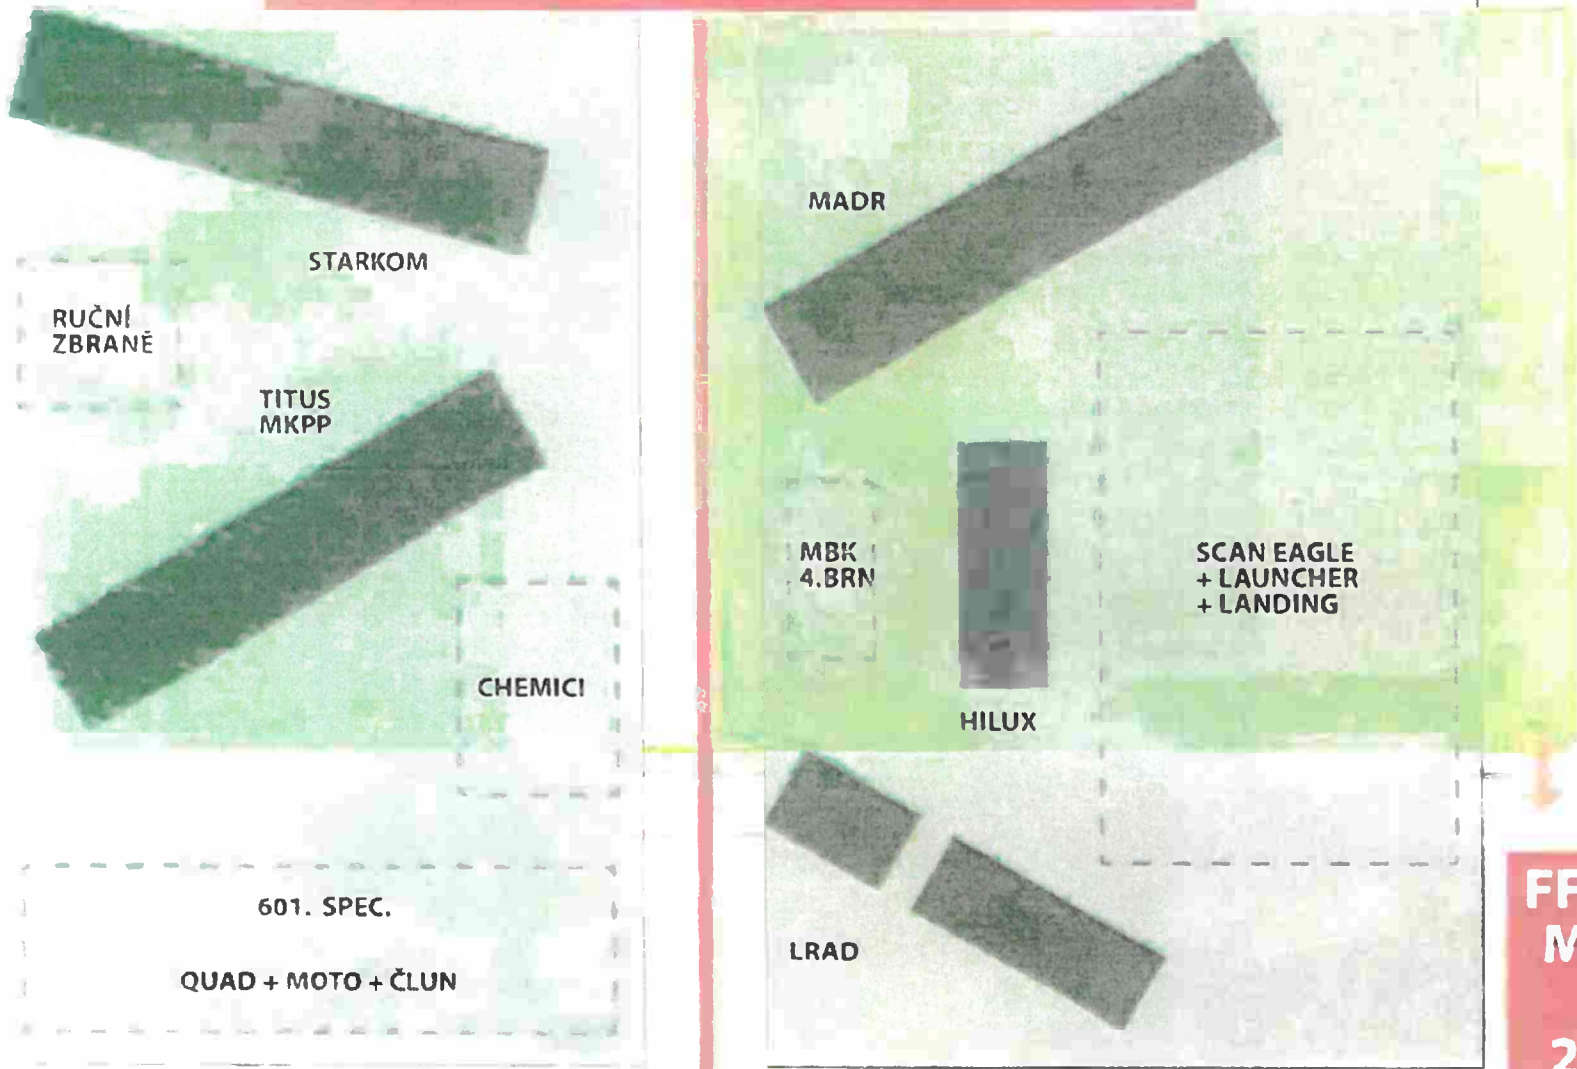 STARKOM
RUČNÍ
ZBRANĚ
TITUS
MKPP
CHEMICI
601. SPEC.
QUAD + MOTO + ČLUN
MADR
MBK
4.BRN
HILUX
SCAN EAGLE
+ LAUNCHER
+ LANDING
LRAD